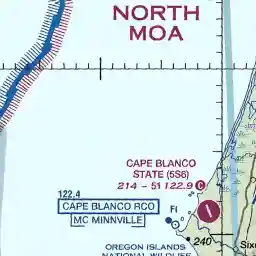 NORTH
MOA
CAPE BLANCO
STATE (5S6)
214 - 51 122.9 C
122.4
CAPE BLANCO RCO
MC MINNVILLE
Fl
240
Six
OREGON ISLANDS
NATIONAL WILDLIFE